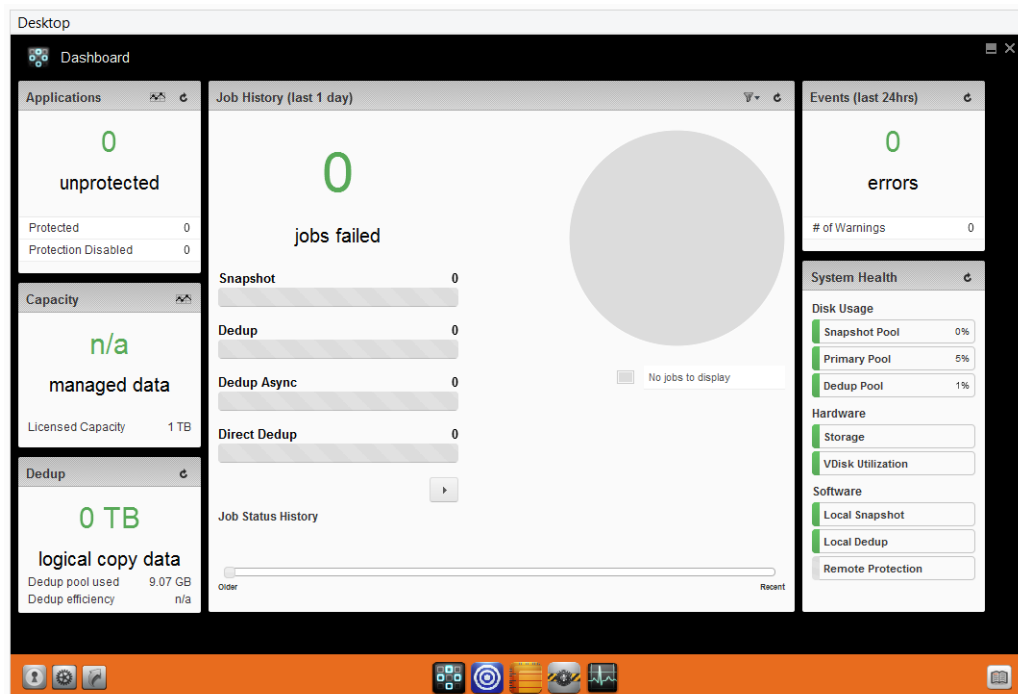 Desktop
Dashboard
Applications
0
unprotected
Protected 0
Protection Disabled 0
Capacity
n/a
managed data
Licensed Capacity 1 TB
Dedup
0 TB
logical copy data
Dedup pool used 9.07 GB
Dedup efficiency n/a
Job History (last 1 day)
0
jobs failed
Snapshot 0
Dedup 0
Dedup Async 0
Direct Dedup 0
No jobs to display
Job Status History
Older Recent
Events (last 24hrs)
0
errors
# of Warnings 0
System Health
Disk Usage
Snapshot Pool 0%
Primary Pool 5%
Dedup Pool 1%
Hardware
Storage
VDisk Utilization
Software
Local Snapshot
Local Dedup
Remote Protection